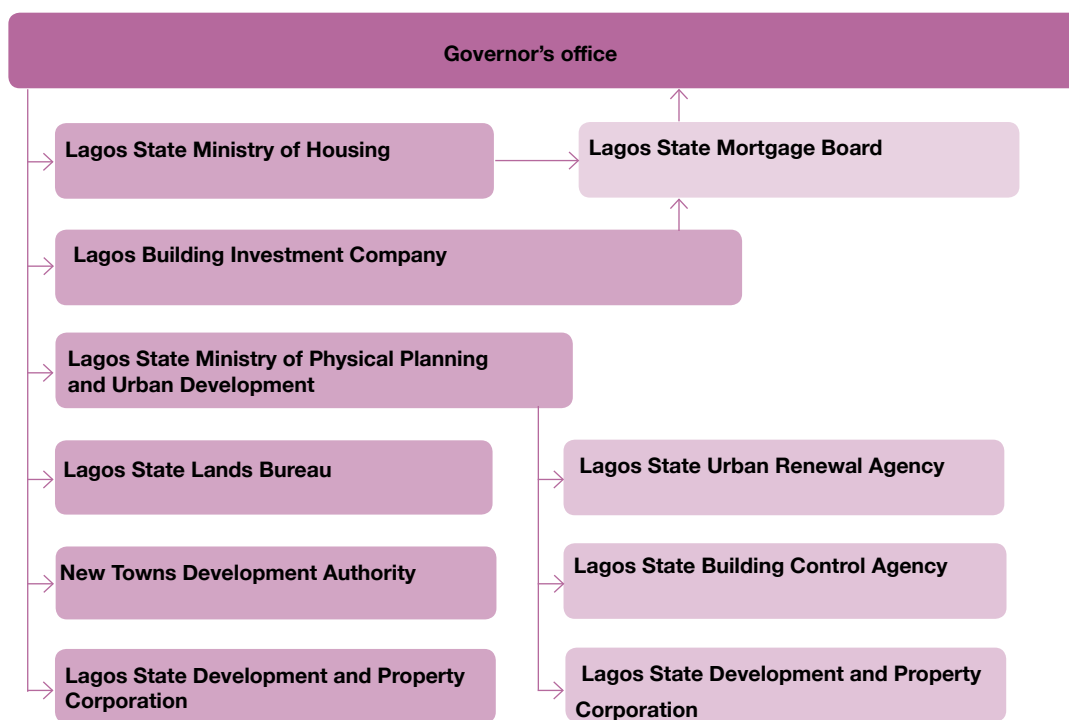 Governor's office
Lagos State Ministry of Housing
Lagos State Mortgage Board
Lagos Building Investment Company
Lagos State Ministry of Physical Planning
and Urban Development
Lagos State Lands Bureau
Lagos State Urban Renewal Agency
New Towns Development Authority
Lagos State Building Control Agency
Lagos State Development and Property
Corporation
Lagos State Development and Property
Corporation